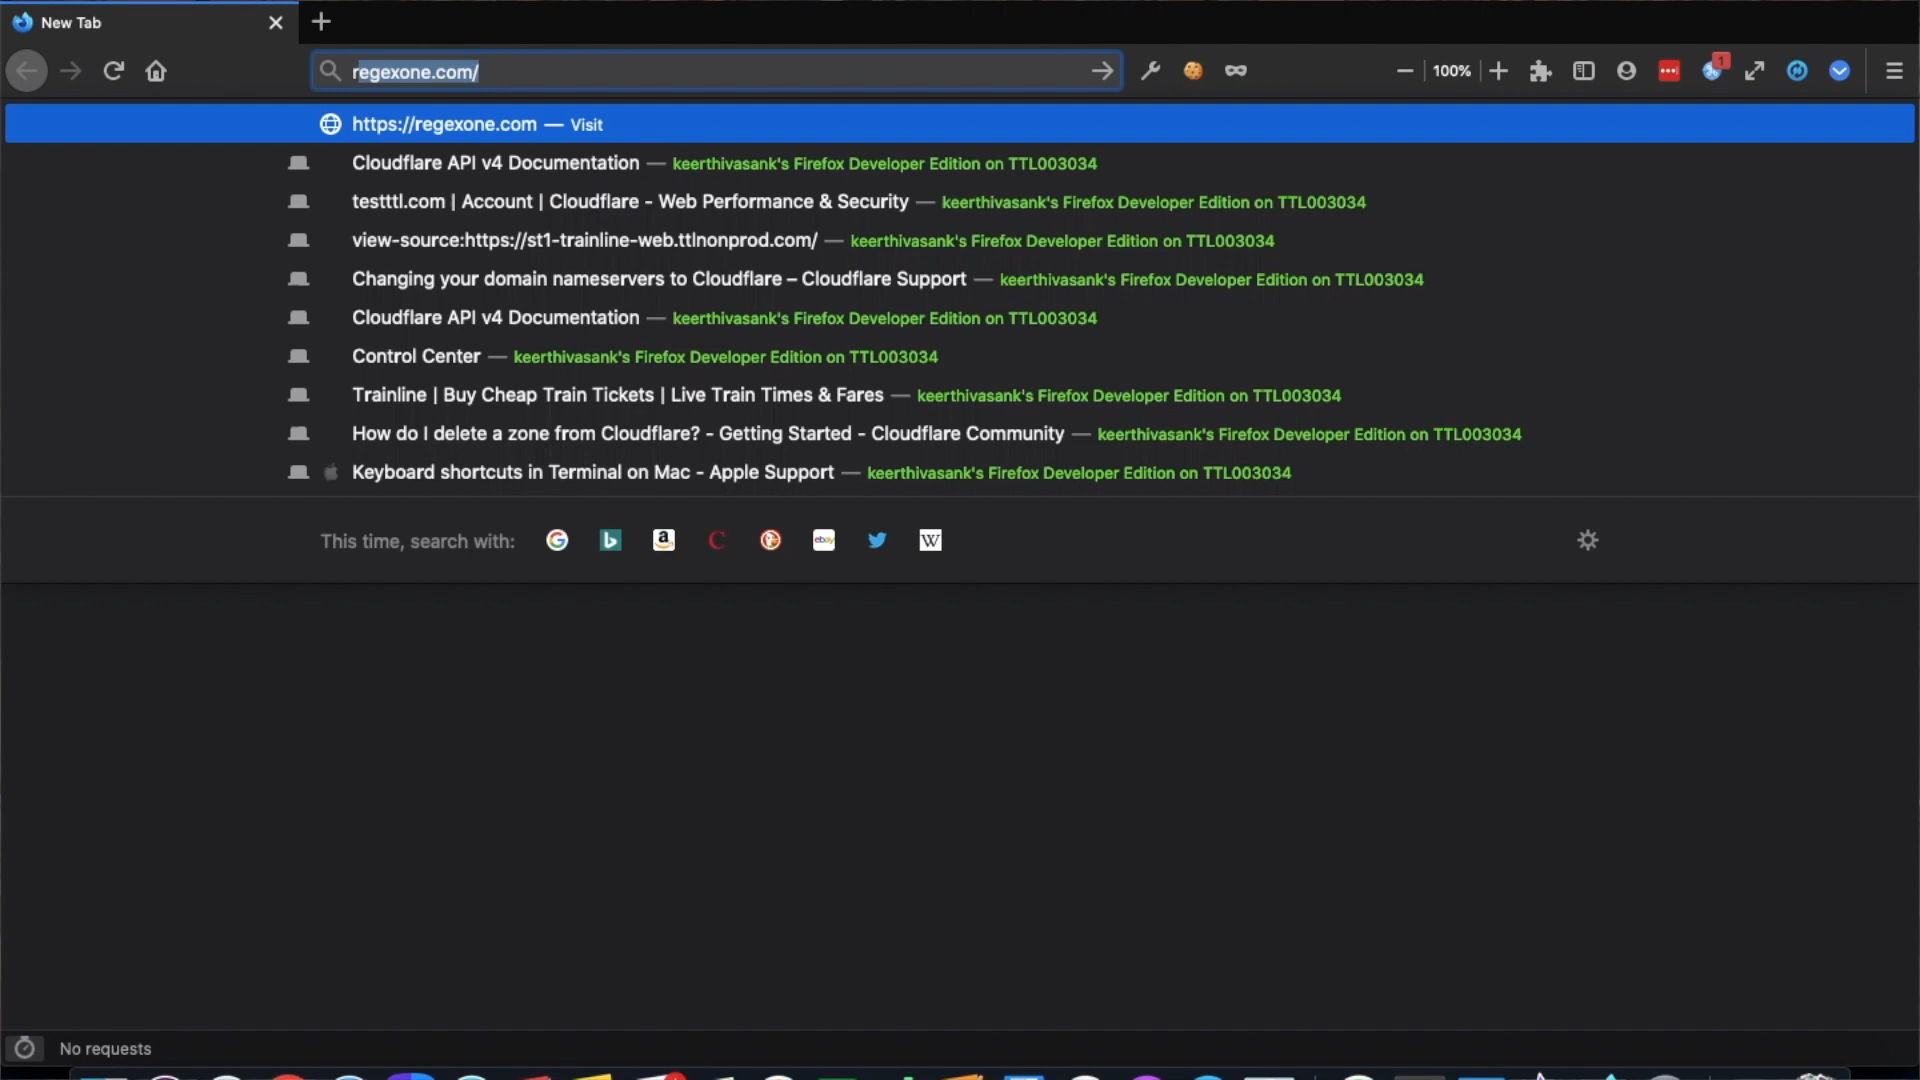 New Tab
regexone.com/
100%
1
https://regexone.com — Visit
Cloudflare API v4 Documentation — keerthivasank's Firefox Developer Edition on TTL003034
testttl.com | Account | Cloudflare - Web Performance & Security — keerthivasank's Firefox Developer Edition on TTL003034
view-source:https://st1-trainline-web.ttlnonprod.com/ — keerthivasank's Firefox Developer Edition on TTL003034
Changing your domain nameservers to Cloudflare – Cloudflare Support — keerthivasank's Firefox Developer Edition on TTL003034
Cloudflare API v4 Documentation — keerthivasank's Firefox Developer Edition on TTL003034
Control Center — keerthivasank's Firefox Developer Edition on TTL003034
Trainline | Buy Cheap Train Tickets | Live Train Times & Fares — keerthivasank's Firefox Developer Edition on TTL003034
How do I delete a zone from Cloudflare? - Getting Started - Cloudflare Community — keerthivasank's Firefox Developer Edition on TTL003034
Keyboard shortcuts in Terminal on Mac - Apple Support — keerthivasank's Firefox Developer Edition on TTL003034
This time, search with: G b a C ebay W
No requests